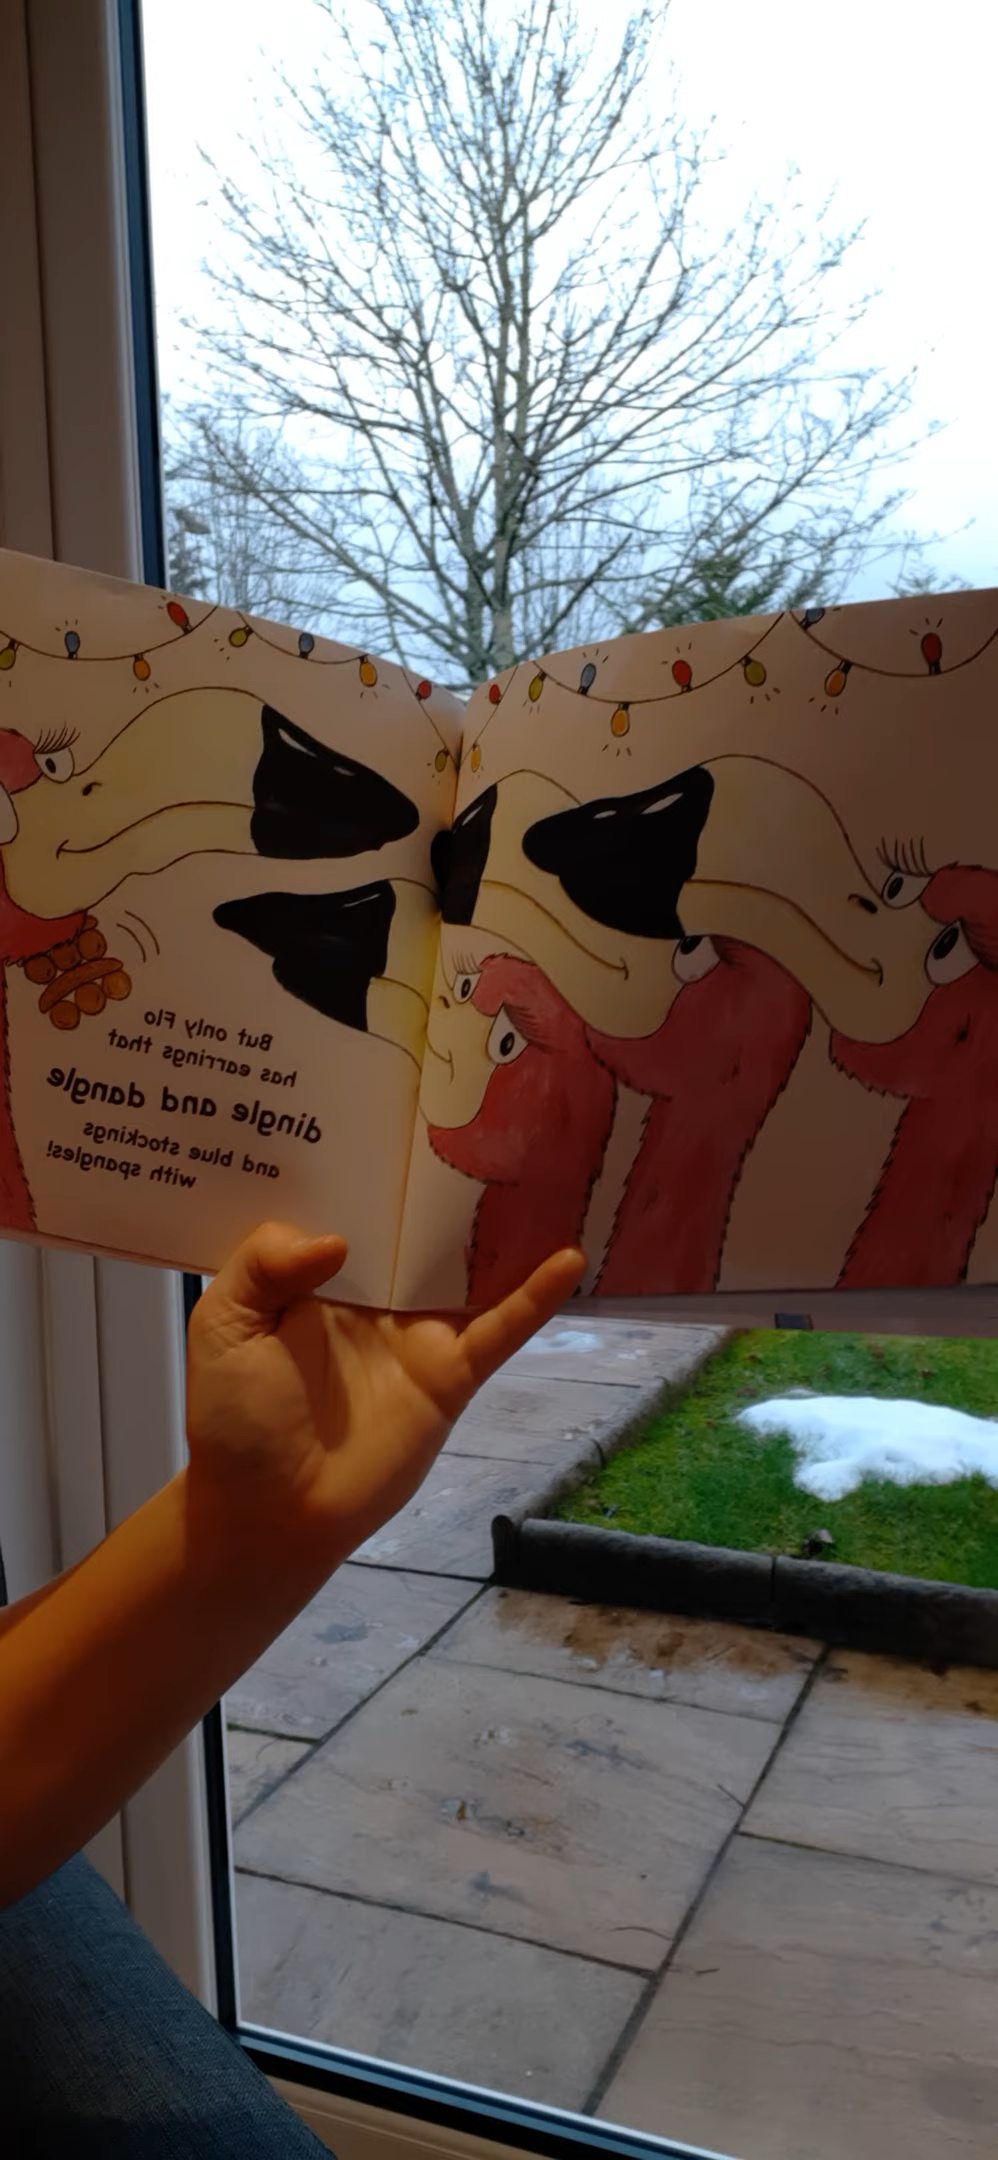 But only Flo
has earrings that
dingle and dangle
and blue stockings
with spangles!